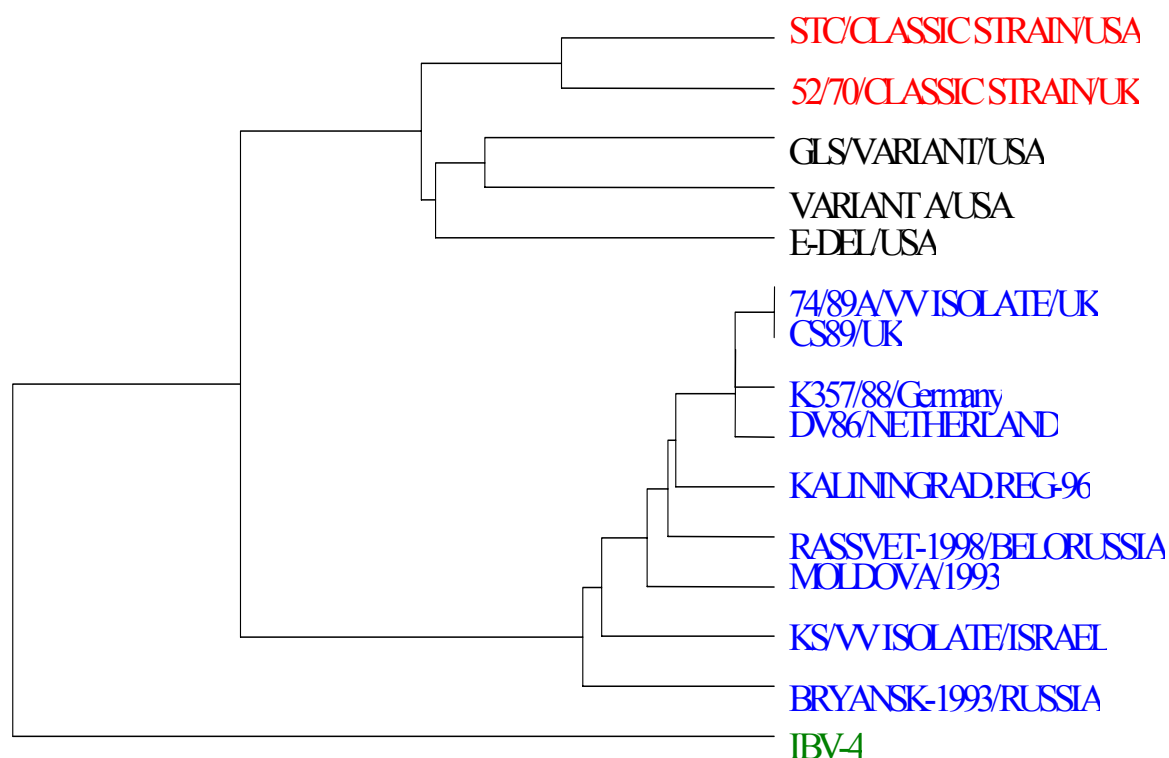 STC/CLASSIC STRAIN/USA
52/70/CLASSIC STRAIN/UK
GLS/VARIANT/USA
VARIANT A/USA
E-DEL/USA
74/89A/VV ISOLATE/UK
CS89/UK
K357/88/Germany
DV86/NETHERLAND
KALININGRAD.REG-96
RASSVET-1998/BELORUSSIA
MOLDOVA/1993
KS/VV ISOLATE/ISRAEL
BRYANSK-1993/RUSSIA
IBV-4